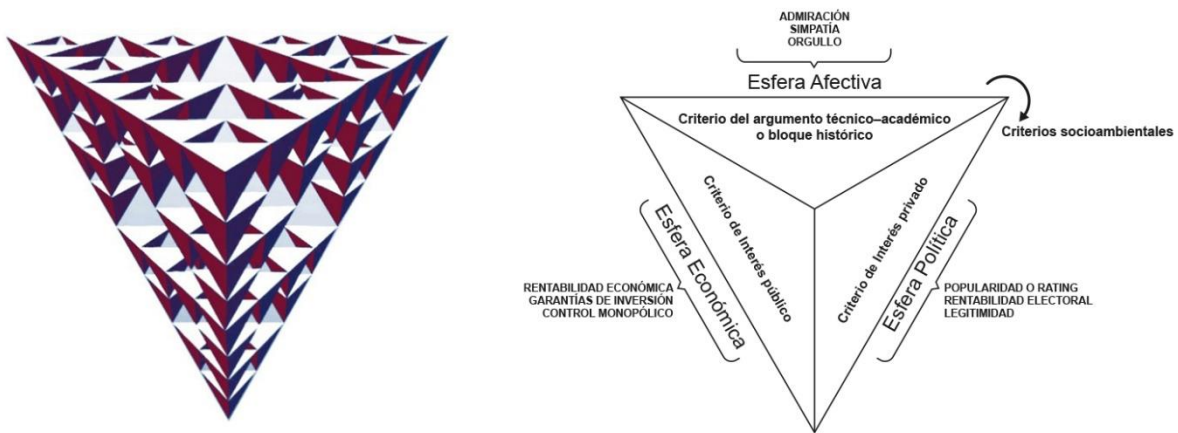 ADMIRACIÓN
SIMPATÍA
ORGULLO
Esfera Afectiva
Criterio del argumento técnico–académico
o bloque histórico
Criterios socioambientales
Criterio de Interés público
Criterio de Interés privado
Esfera Económica
Esfera Política
RENTABILIDAD ECONÓMICA
GARANTÍAS DE INVERSIÓN
CONTROL MONOPÓLICO
POPULARIDAD O RATING
RENTABILIDAD ELECTORAL
LEGITIMIDAD